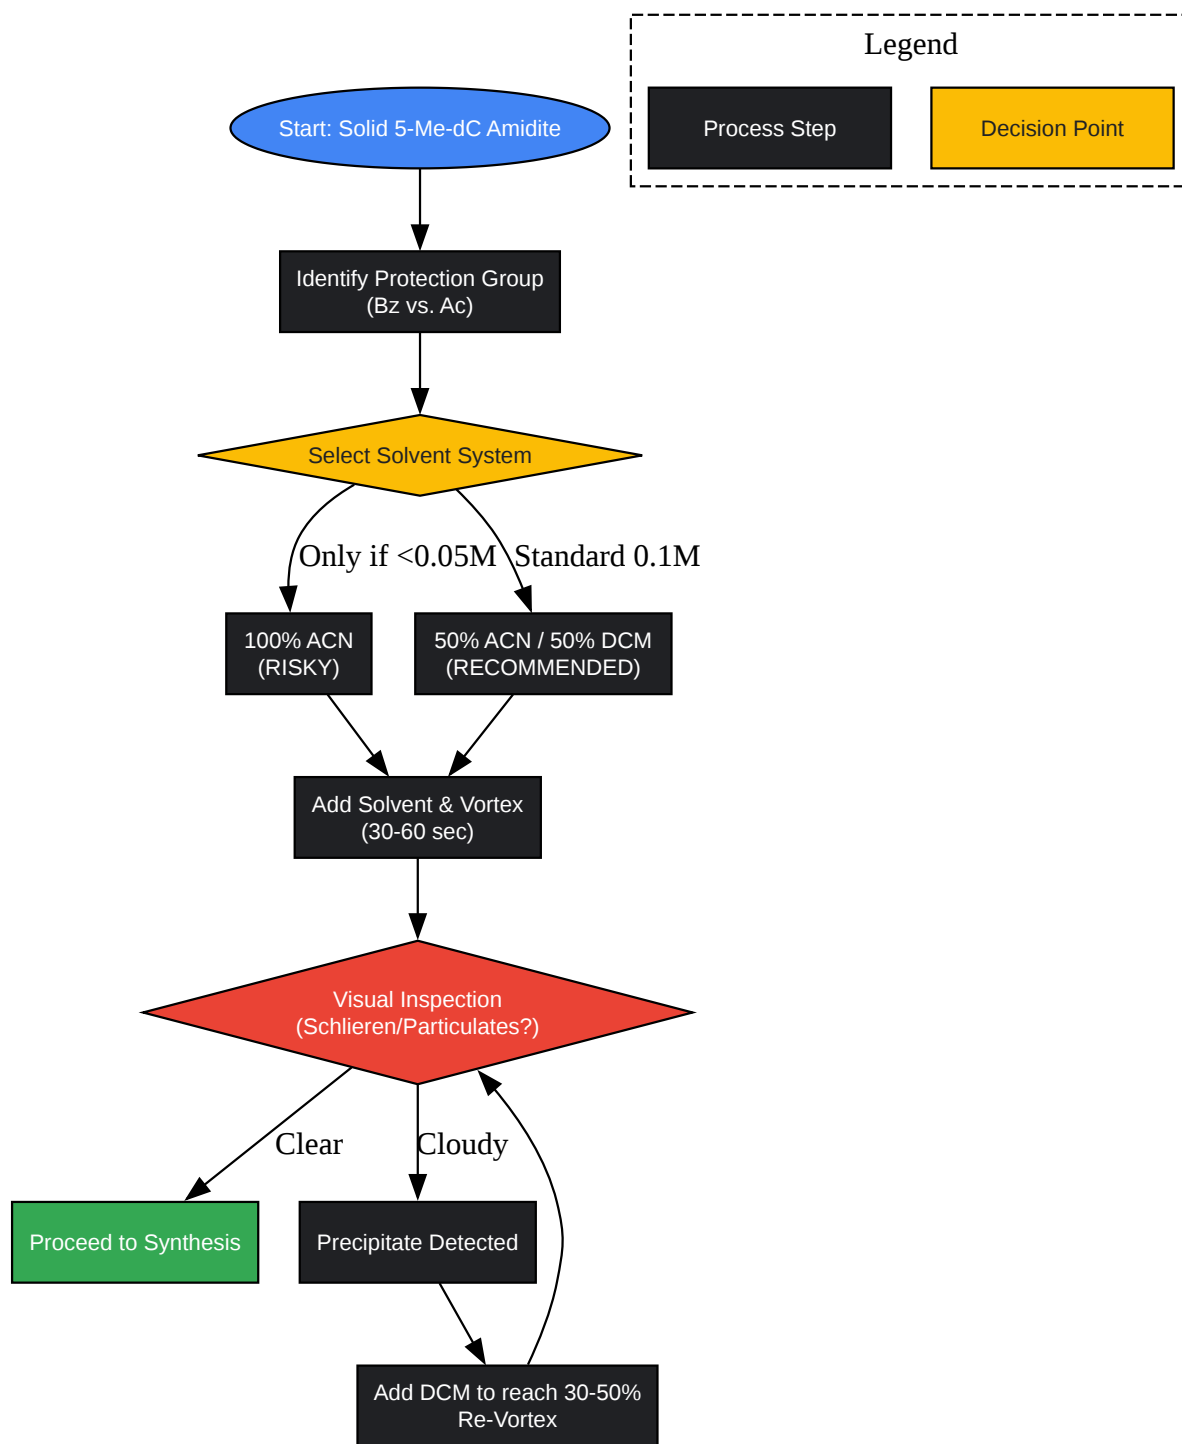 Legend
Process Step
Decision Point
Start: Solid 5-Me-dC Amidite
Identify Protection Group
(Bz vs. Ac)
Select Solvent System
Only if <0.05M
Standard 0.1M
100% ACN
(RISKY)
50% ACN / 50% DCM
(RECOMMENDED)
Add Solvent & Vortex
(30-60 sec)
Visual Inspection
(Schlieren/Particulates?)
Clear
Cloudy
Proceed to Synthesis
Precipitate Detected
Add DCM to reach 30-50%
Re-Vortex